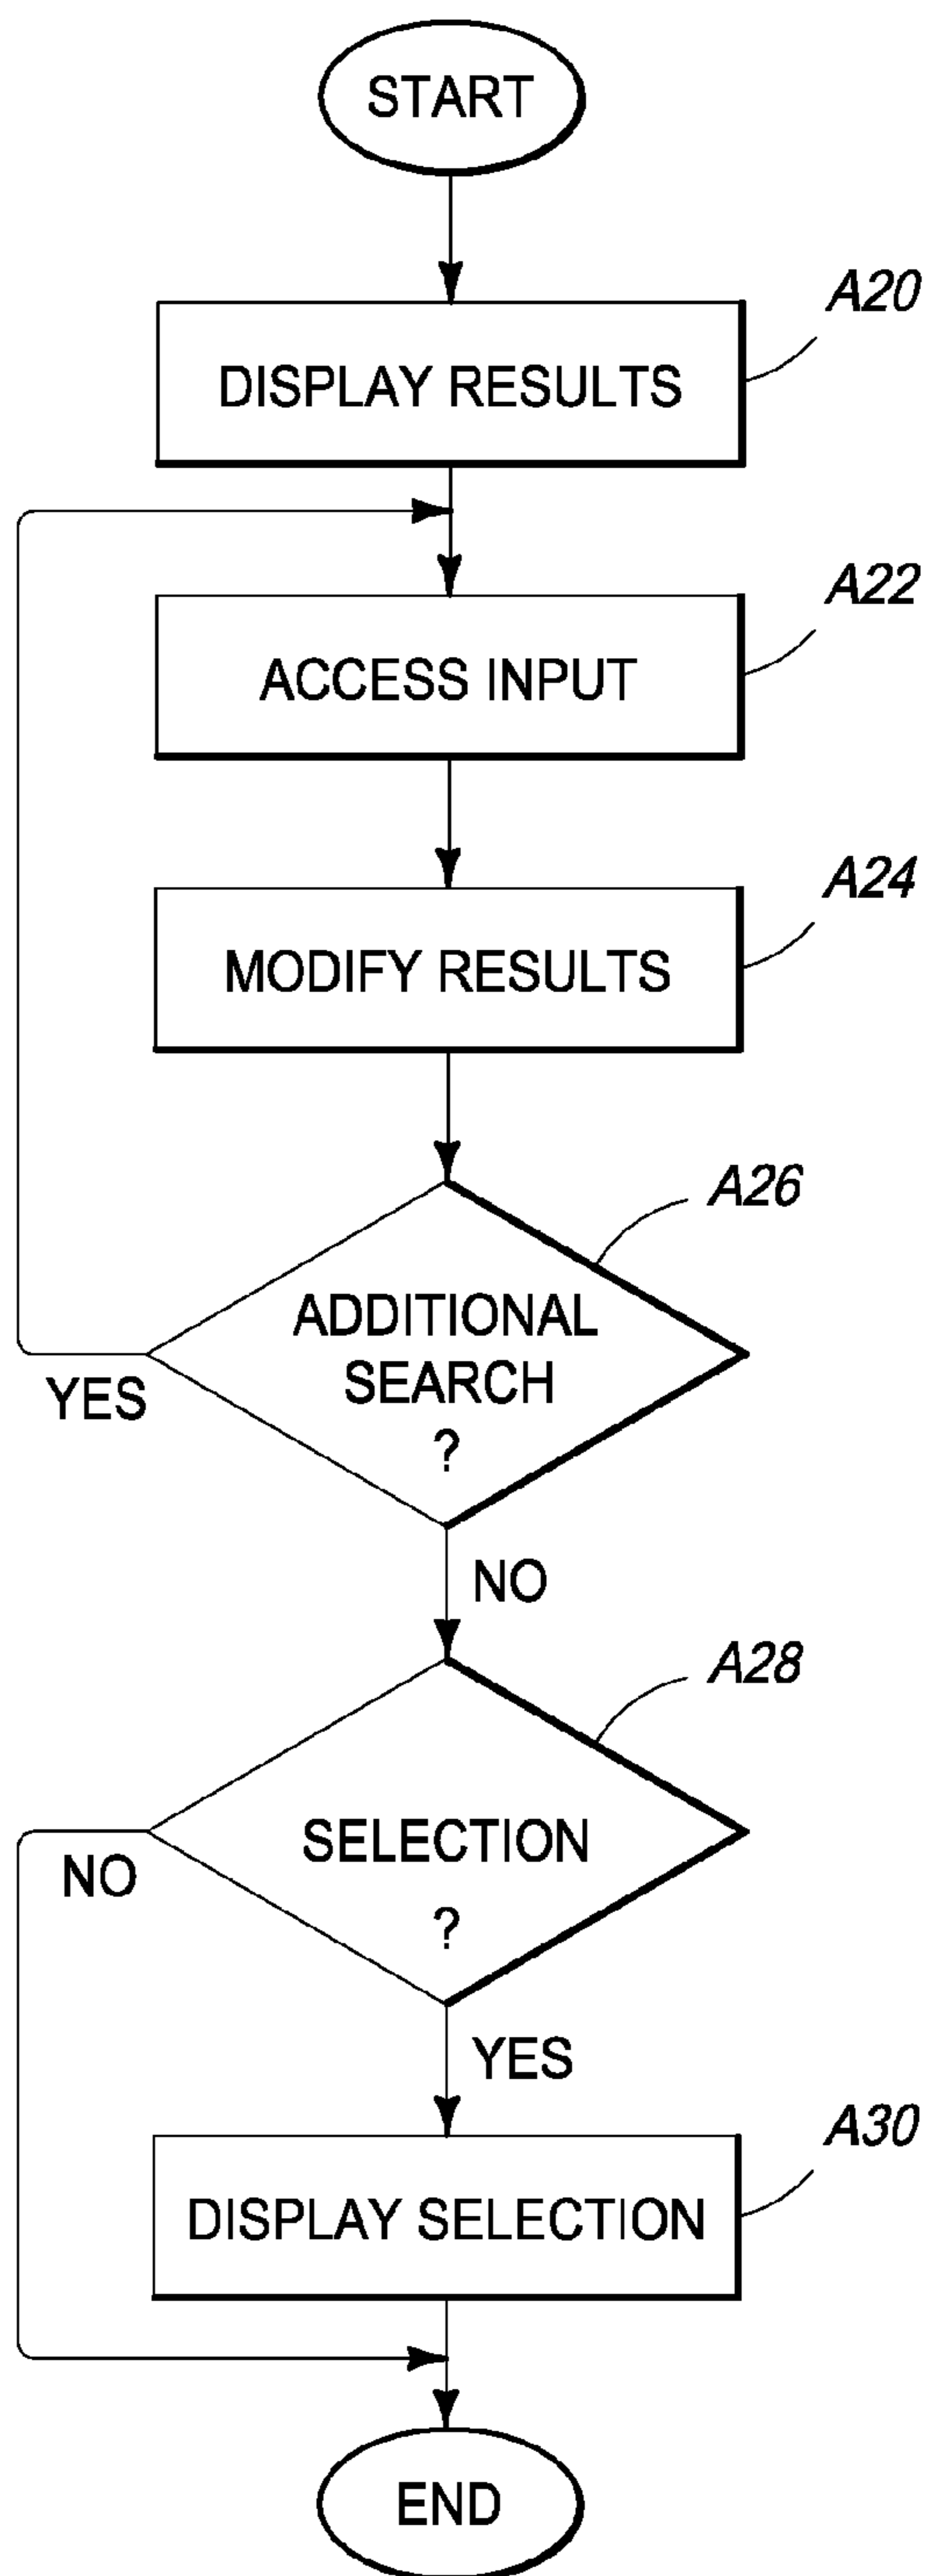 START
A20
DISPLAY RESULTS
A22
ACCESS INPUT
A24
MODIFY RESULTS
A26
ADDITIONAL
SEARCH
?
YES
NO
A28
SELECTION
?
NO
YES
A30
DISPLAY SELECTION
END